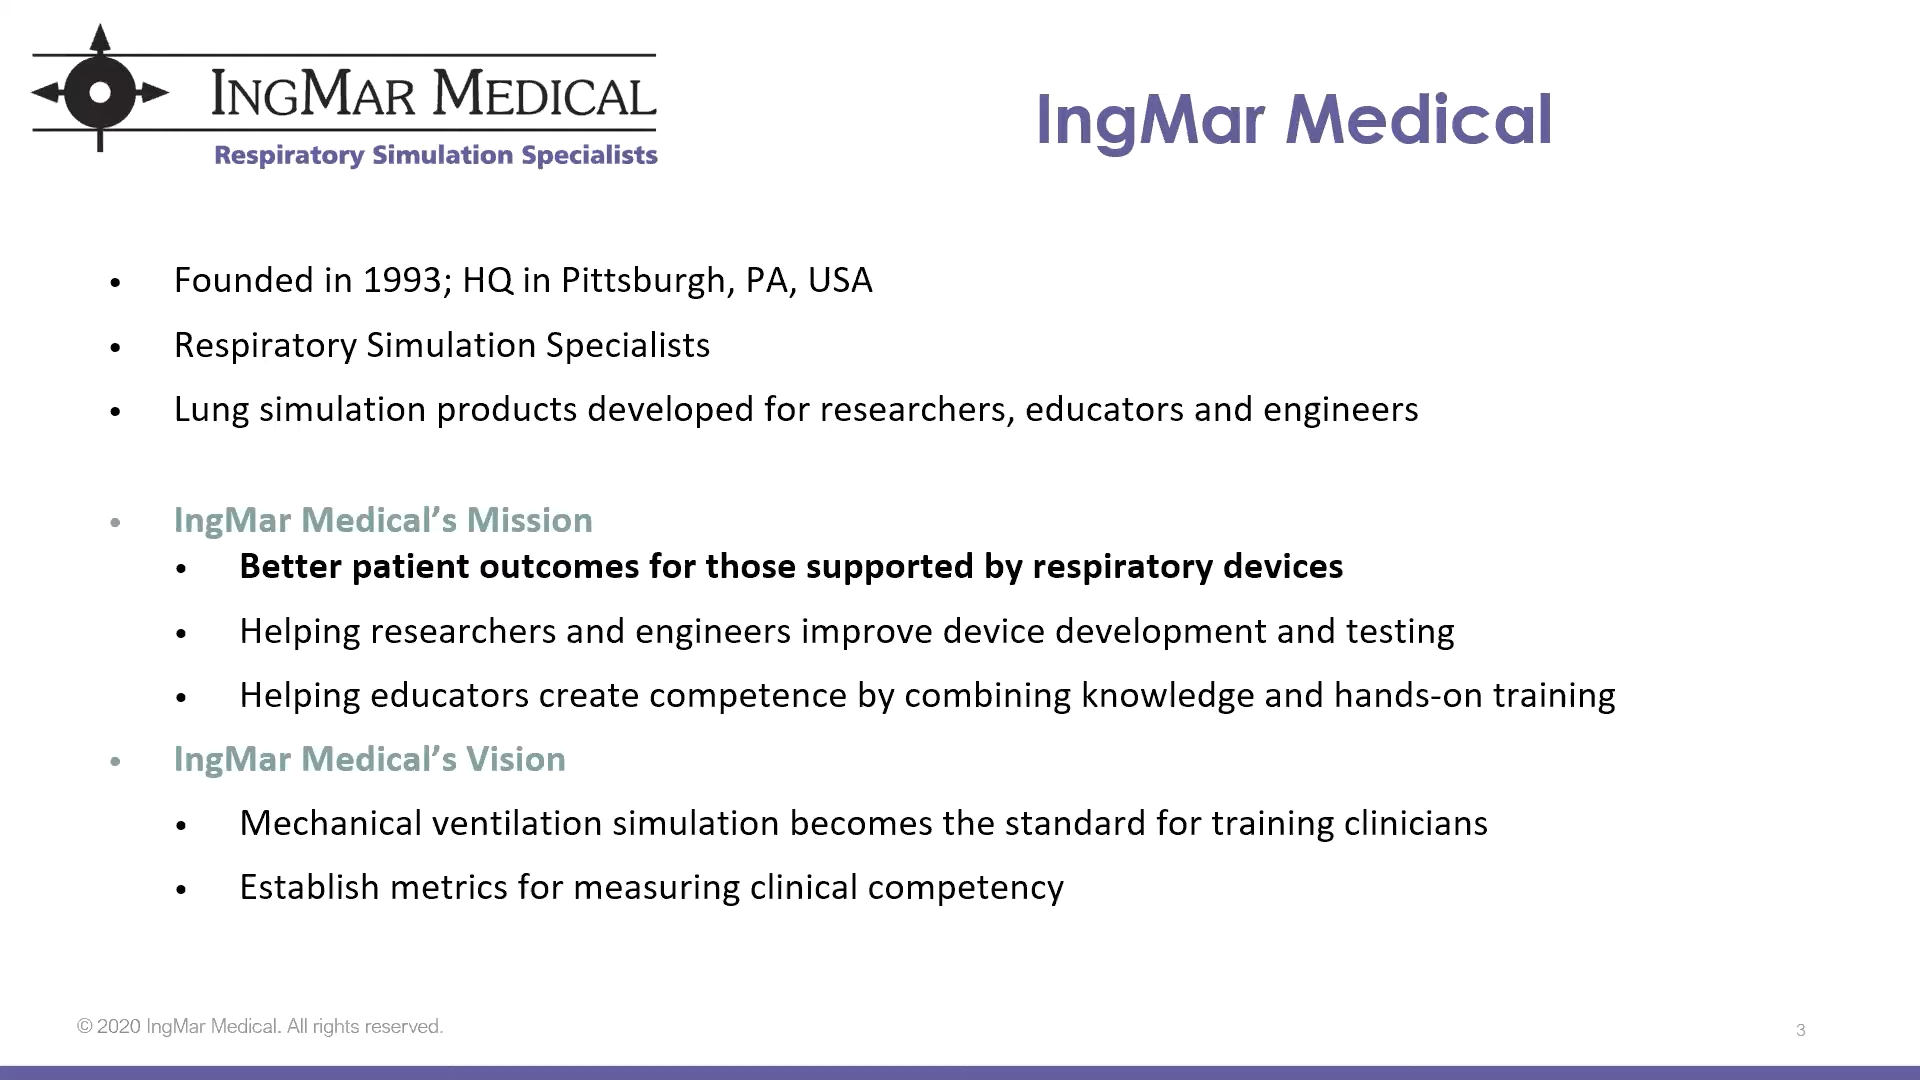 INGMAR MEDICAL
Respiratory Simulation Specialists
IngMar Medical
• Founded in 1993; HQ in Pittsburgh, PA, USA
• Respiratory Simulation Specialists
• Lung simulation products developed for researchers, educators and engineers
• IngMar Medical’s Mission
• Better patient outcomes for those supported by respiratory devices
• Helping researchers and engineers improve device development and testing
• Helping educators create competence by combining knowledge and hands-on training
• IngMar Medical’s Vision
• Mechanical ventilation simulation becomes the standard for training clinicians
• Establish metrics for measuring clinical competency
© 2020 IngMar Medical. All rights reserved.
3